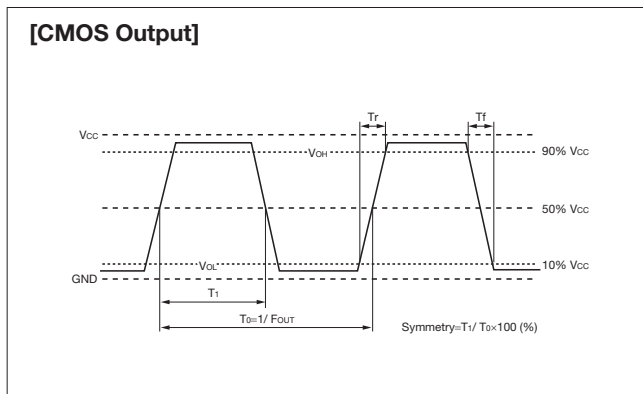 [CMOS Output]
Tr
Tf
Vcc
VOH
90% Vcc
50% Vcc
VOL
10% Vcc
GND
T1
T0=1/ FOUT
Symmetry=T1/ T0×100 (%)